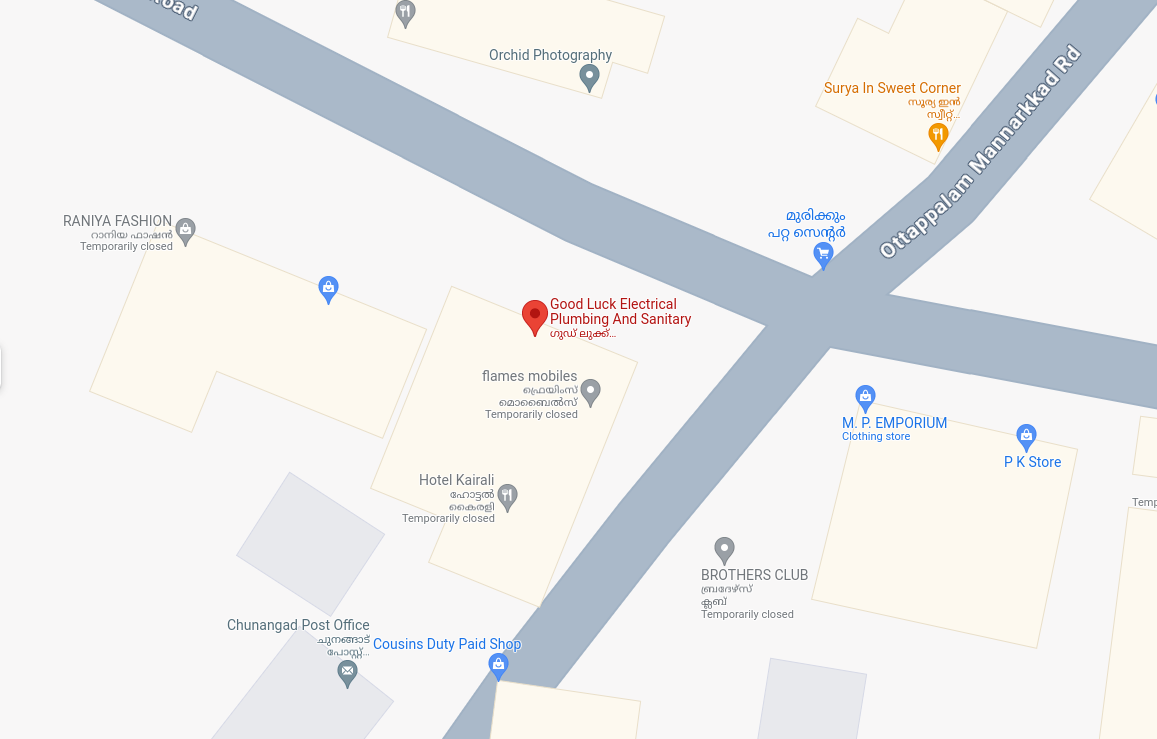 Road
Orchid Photography
Surya In Sweet Corner
സൂര്യ ഇൻ
സ്വീറ്റ്...
Ottappalam Mannarkkad Rd
മുരിക്കും
പറ്റ സെന്റർ
RANIYA FASHION
റാനിയ ഫാഷൻ
Temporarily closed
Good Luck Electrical
Plumbing And Sanitary
ഗുഡ് ലുക്ക്...
flames mobiles
ഫ്രെയിംസ്
മൊബൈൽസ്
Temporarily closed
M. P. EMPORIUM
Clothing store
P K Store
Hotel Kairali
ഹോട്ടൽ
കൈരളി
Temporarily closed
Temp
BROTHERS CLUB
ബ്രദേഴ്സ്
ക്ലബ്
Temporarily closed
Chunangad Post Office
ചുനങ്ങാട്
പോസ്റ്റ്...
Cousins Duty Paid Shop